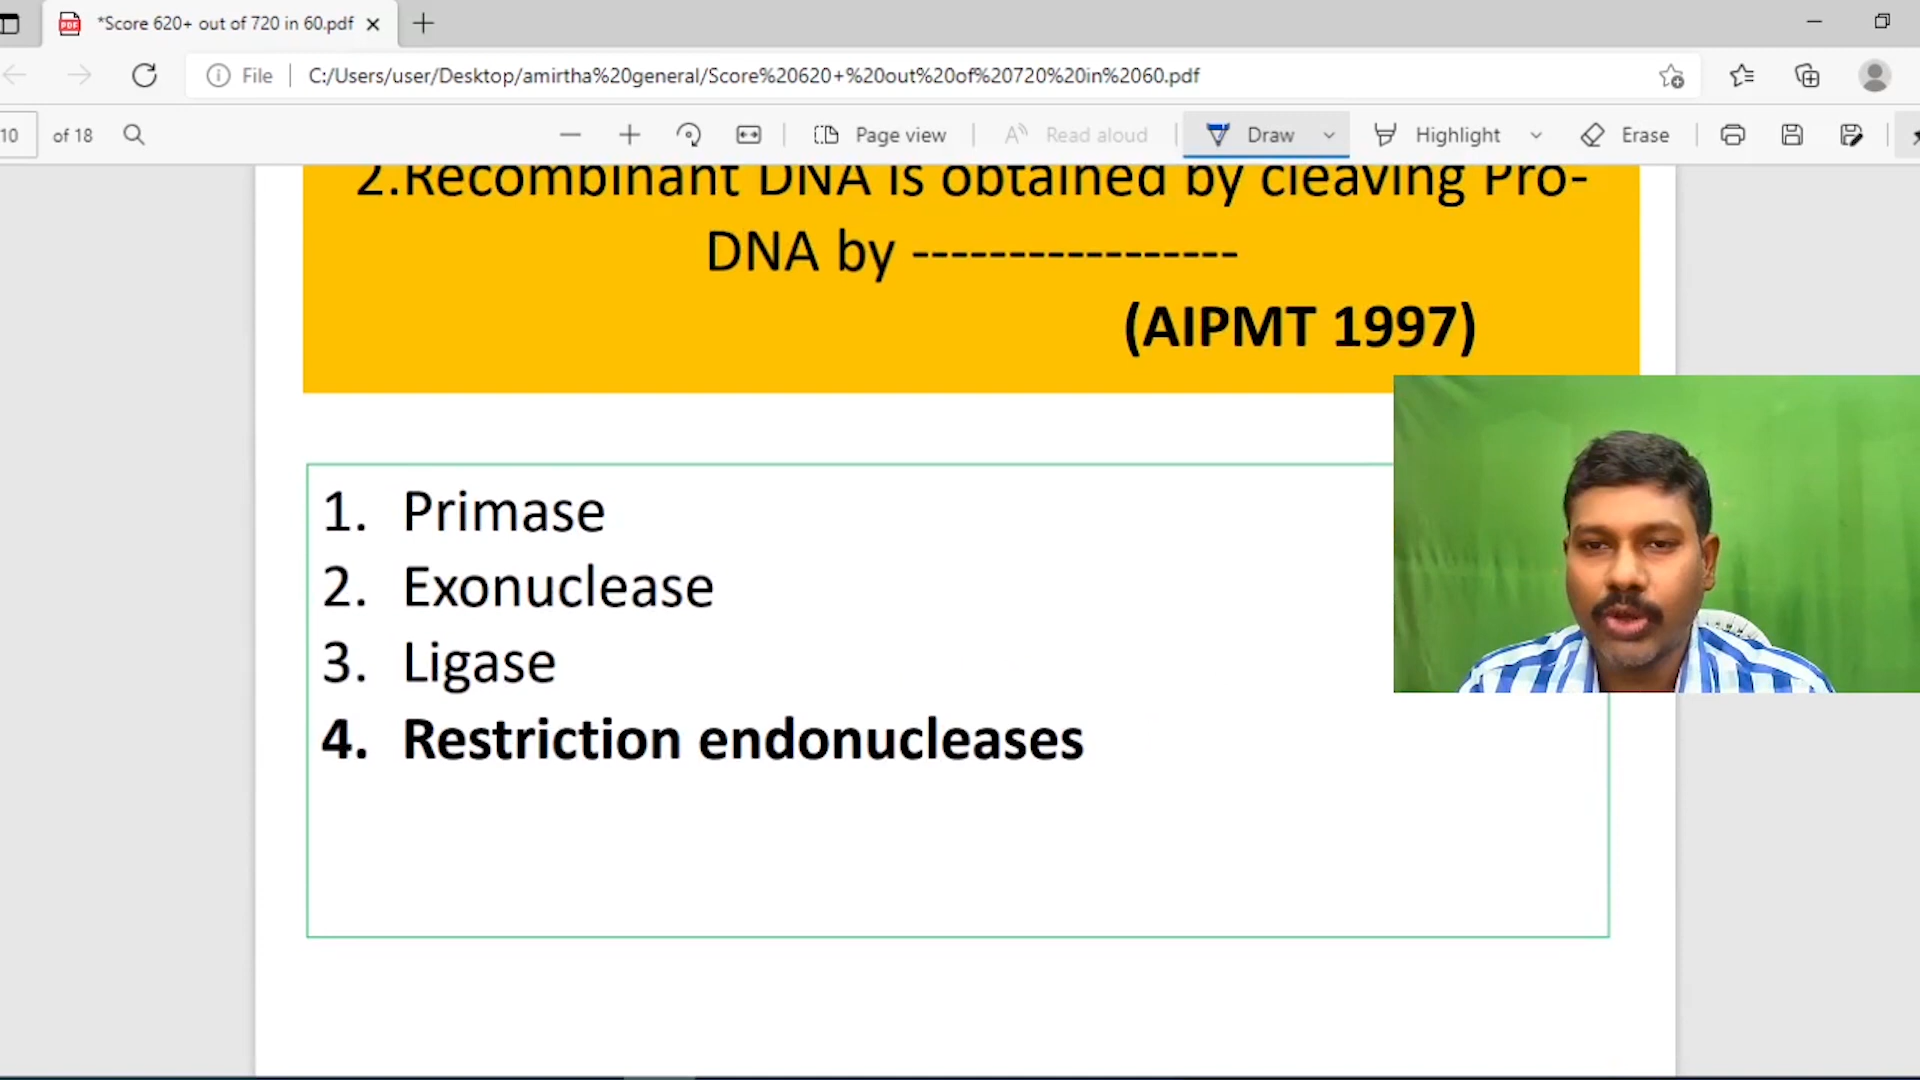 *Score 620+ out of 720 in 60.pdf
File
C:/Users/user/Desktop/amirtha%20general/Score%20620+%20out%20of%20720%20in%2060.pdf
10 of 18
Page view
Read aloud
Draw
Highlight
Erase
2.Recombinant DNA is obtained by cleaving Pro-
DNA by -----------------
(AIPMT 1997)
1. Primase
2. Exonuclease
3. Ligase
4. Restriction endonucleases